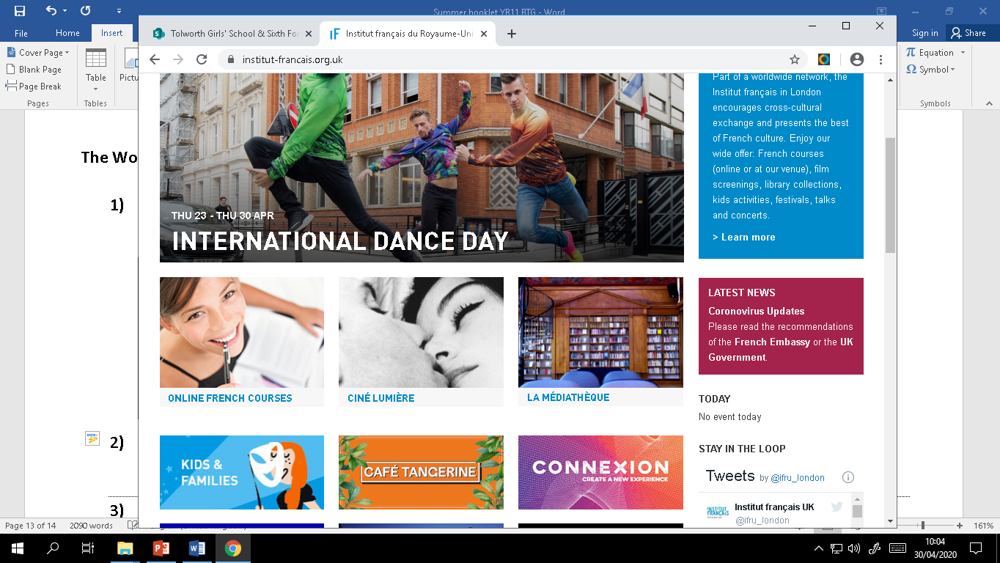 Summer booklet YR11 BTG - Word
File
Home
Insert
Sign in
Share
Cover Page
Blank Page
Page Break
Pages
Table
Tables
Pictu
Equation
Symbol
Symbols
Tolworth Girls' School & Sixth Fo
Institut français du Royaume-Uni
institut-francais.org.uk
The Wo
1)
2)
3)
THU 23 - THU 30 APR
INTERNATIONAL DANCE DAY
Part of a worldwide network, the
Institut français in London
encourages cross-cultural
exchange and presents the best
of French culture. Enjoy our
wide offer: French courses
(online or at our venue), film
screenings, library collections,
kids activities, festivals, talks
and concerts.
> Learn more
ONLINE FRENCH COURSES
CINÉ LUMIÈRE
LA MÉDIATHÈQUE
LATEST NEWS
Coronovirus Updates
Please read the recommendations
of the French Embassy or the UK
Government.
TODAY
No event today
STAY IN THE LOOP
Tweets by @ifru_london
INSTITUT FRANÇAIS
Institut français UK
@ifru_london
KIDS &
FAMILIES
CAFÉ TANGERINE
CONNEXION
CREATE A NEW EXPERIENCE
Page 13 of 14
2090 words
161%
10:04
30/04/2020